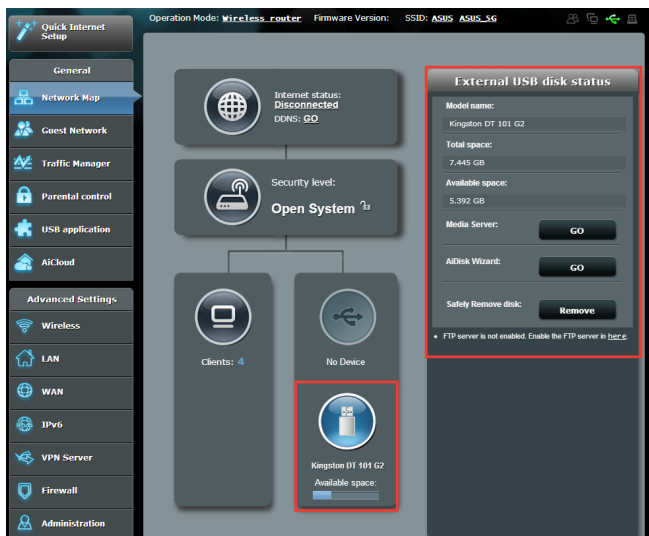 Quick Internet
Setup
Operation Mode: Wireless router Firmware Version: SSID: ASUS ASUS_5G
General
Network Map
Guest Network
Traffic Manager
Parental control
USB application
AiCloud
Advanced Settings
Wireless
LAN
WAN
IPv6
VPN Server
Firewall
Administration
Internet status:
Disconnected
DDNS: GO
Security level:
Open System
Clients: 4
No Device
Kingston DT 101 G2
Available space:
External USB disk status
Model name:
Kingston DT 101 G2
Total space:
7.445 GB
Available space:
5.392 GB
Media Server: GO
AiDisk Wizard: GO
Safely Remove disk: Remove
• FTP server is not enabled. Enable the FTP server in here.